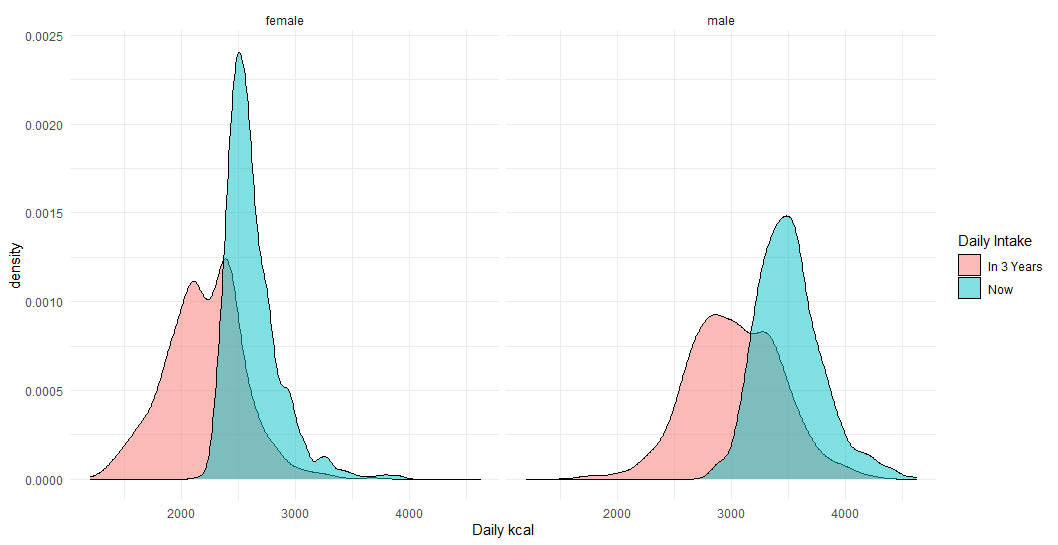 female
male
0.0025
0.0020
0.0015
0.0010
0.0005
0.0000
density
2000
3000
4000
2000
3000
4000
Daily kcal
Daily Intake
In 3 Years
Now